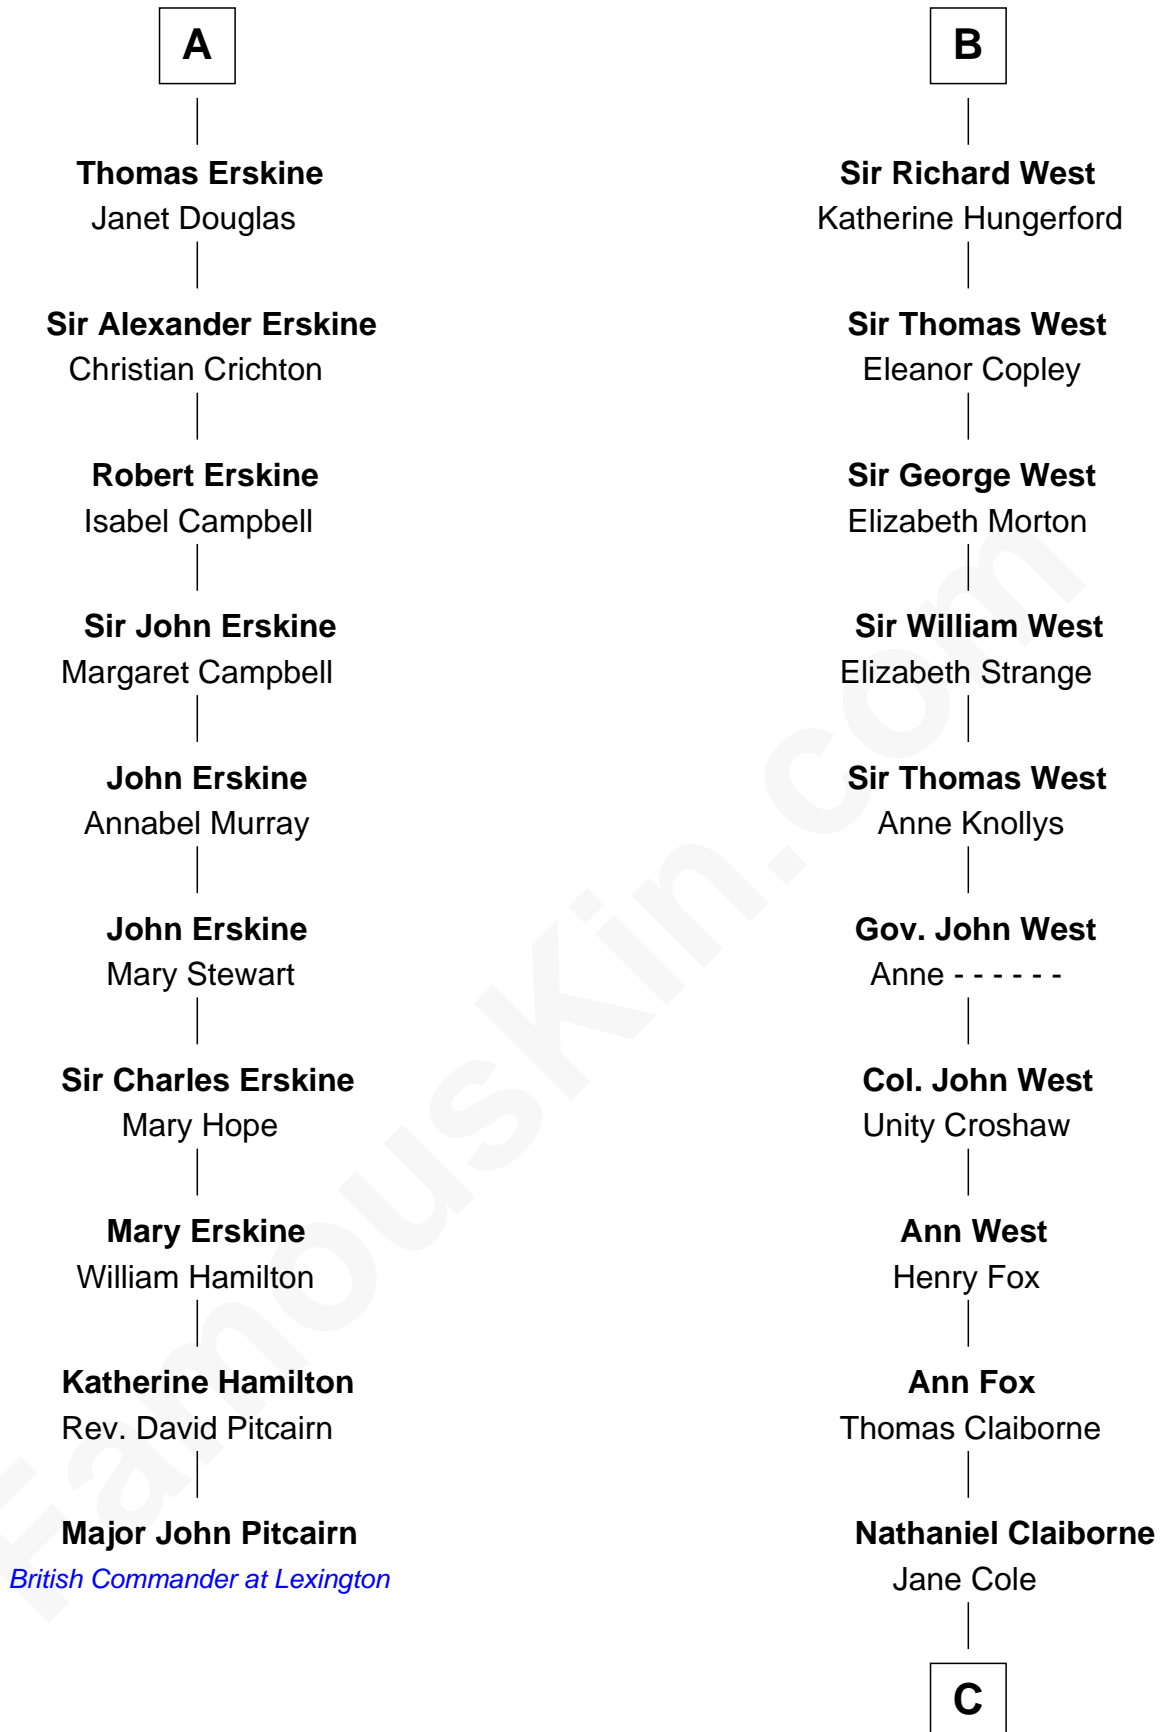 A
Thomas Erskine
Janet Douglas
Sir Alexander Erskine
Christian Crichton
Robert Erskine
Isabel Campbell
Sir John Erskine
Margaret Campbell
John Erskine
Annabel Murray
John Erskine
Mary Stewart
Sir Charles Erskine
Mary Hope
Mary Erskine
William Hamilton
Katherine Hamilton
Rev. David Pitcairn
Major John Pitcairn
British Commander at Lexington
B
Sir Richard West
Katherine Hungerford
Sir Thomas West
Eleanor Copley
Sir George West
Elizabeth Morton
Sir William West
Elizabeth Strange
Sir Thomas West
Anne Knollys
Gov. John West
Anne - - - - - -
Col. John West
Unity Croshaw
Ann West
Henry Fox
Ann Fox
Thomas Claiborne
Nathaniel Claiborne
Jane Cole
C
FamousKin.com